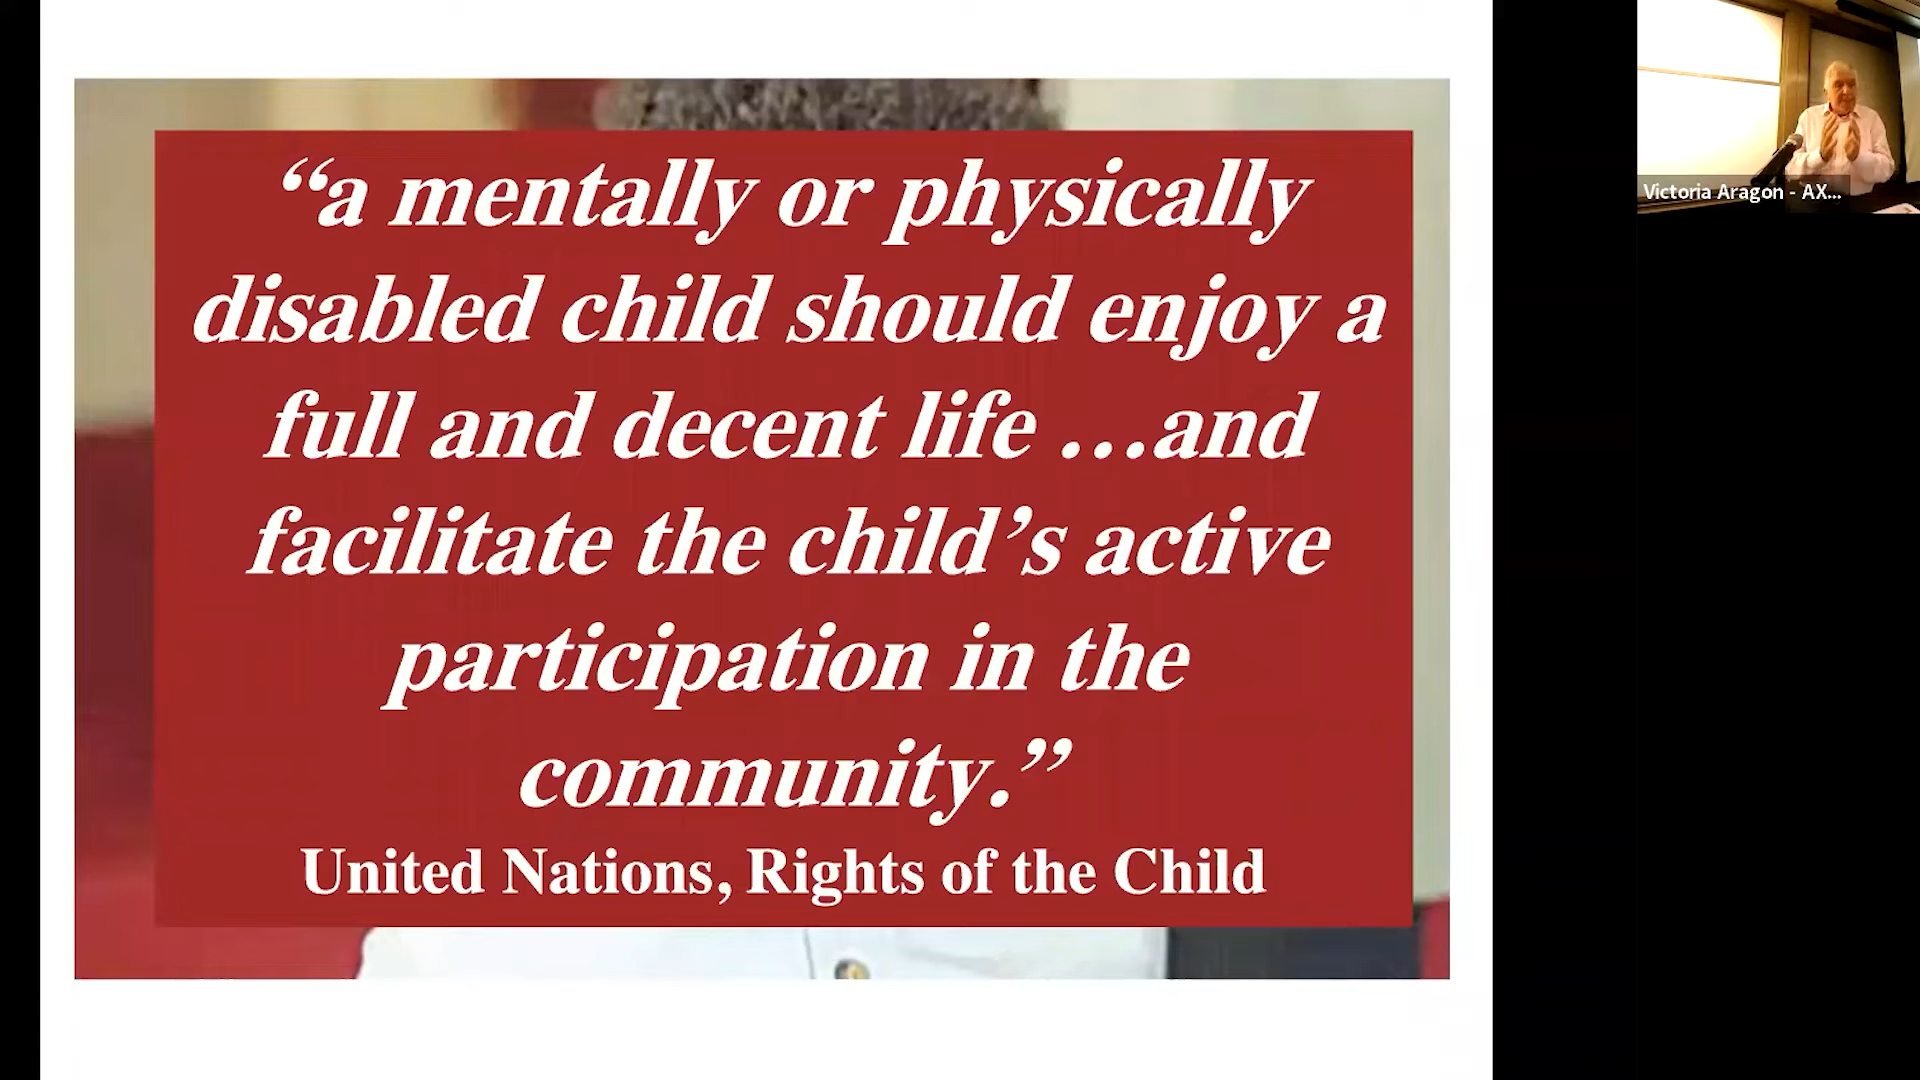 “a mentally or physically
disabled child should enjoy a
full and decent life …and
facilitate the child’s active
participation in the
community.”
United Nations, Rights of the Child
Victoria Aragon - AX...